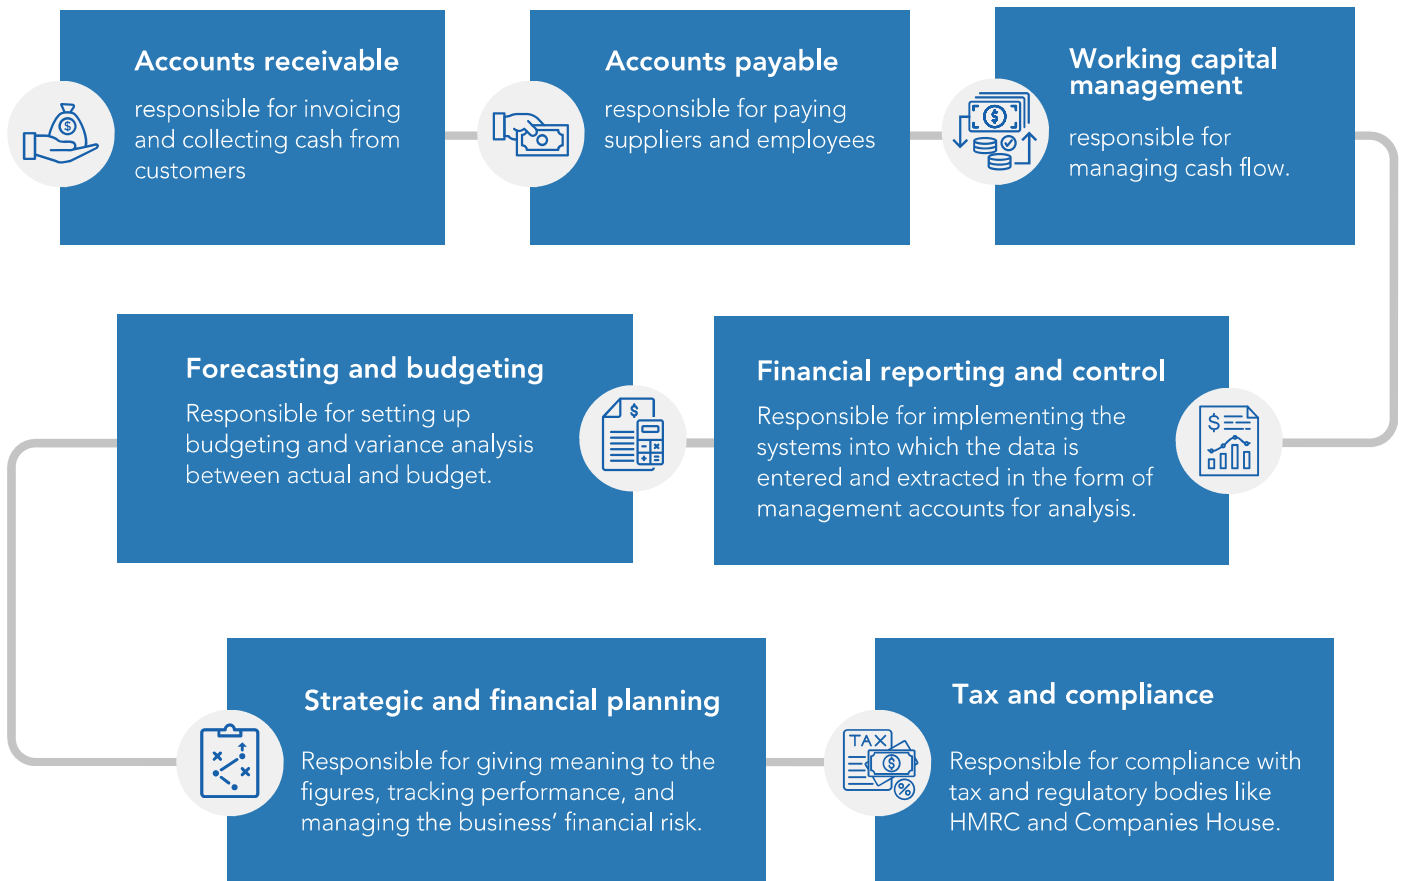 Accounts receivable
responsible for invoicing
and collecting cash from
customers
$
Accounts payable
responsible for paying
suppliers and employees
Working capital
management
responsible for
managing cash flow.
$
Financial reporting and control
Responsible for implementing the
systems into which the data is
entered and extracted in the form of
management accounts for analysis.
$
Forecasting and budgeting
Responsible for setting up
budgeting and variance analysis
between actual and budget.
$
Strategic and financial planning
Responsible for giving meaning to the
figures, tracking performance, and
managing the business’ financial risk.
Tax and compliance
Responsible for compliance with
tax and regulatory bodies like
HMRC and Companies House.
TAX
$
%